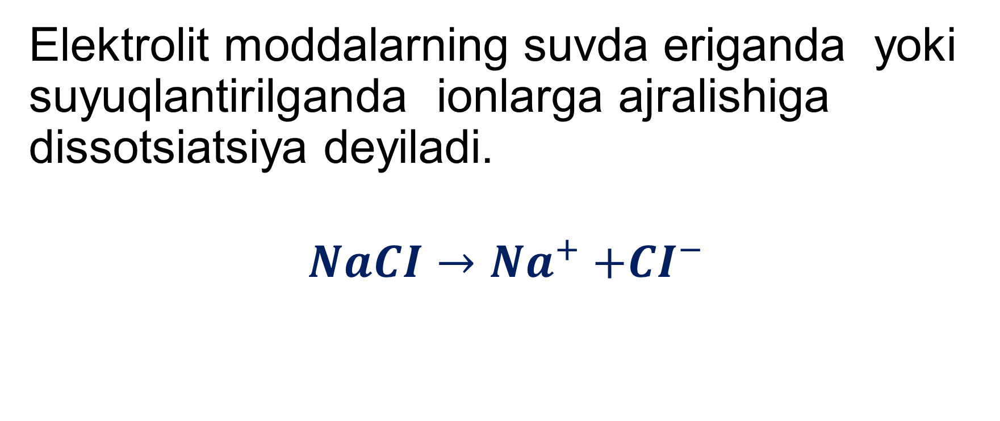 Elektrolit moddalarning suvda eriganda yoki
suyuqlantirilganda ionlarga ajralishiga
dissotsiatsiya deyiladi.
NaCI → Na⁺ +CI⁻